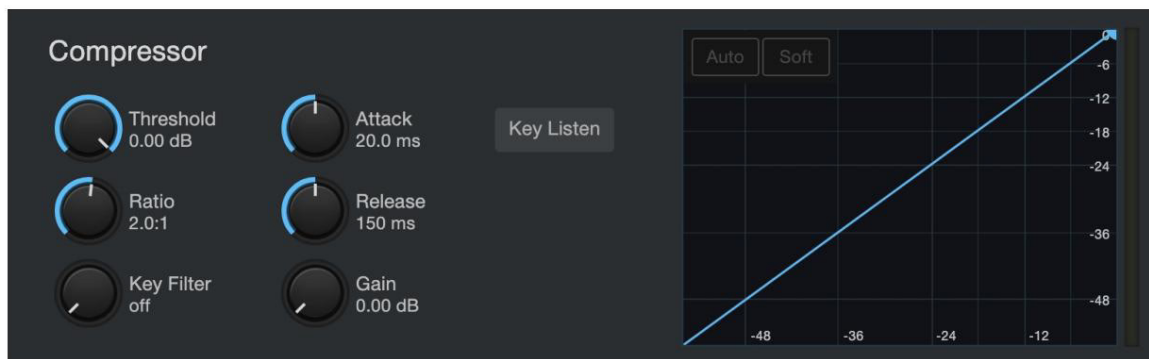 Compressor
Threshold
0.00 dB
Attack
20.0 ms
Key Listen
Ratio
2.0:1
Release
150 ms
Key Filter
off
Gain
0.00 dB
Auto
Soft
0
-6
-12
-18
-24
-36
-48
-48
-36
-24
-12